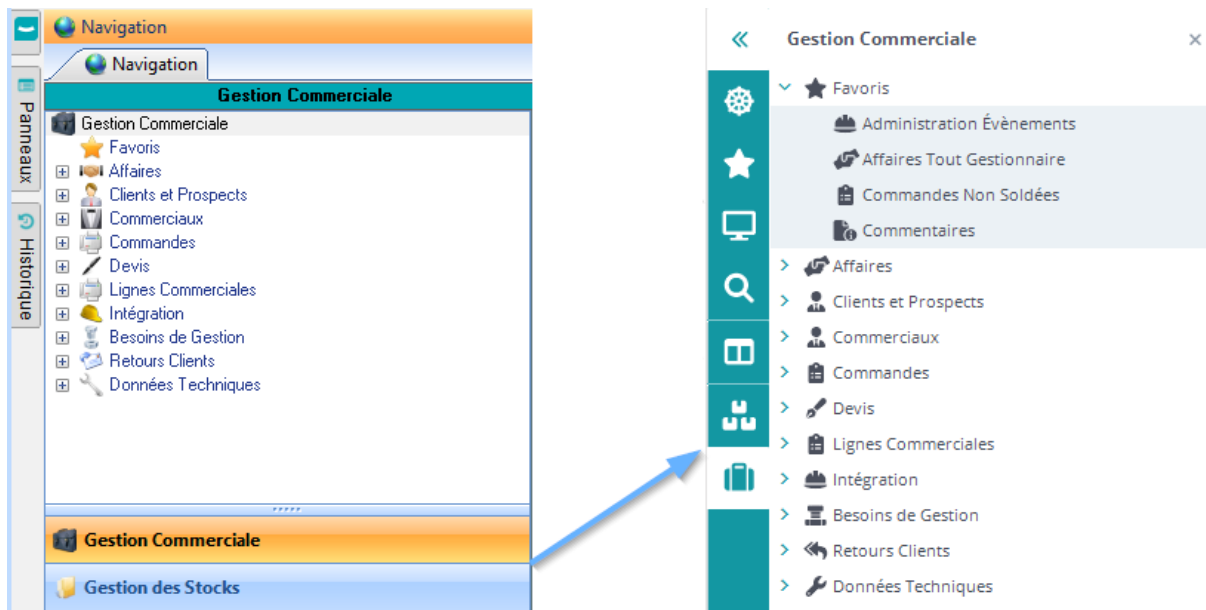 Navigation
Navigation
Panneaux
Historique
Gestion Commerciale
Gestion Commerciale
Favoris
Affaires
Clients et Prospects
Commerciaux
Commandes
Devis
Lignes Commerciales
Intégration
Besoins de Gestion
Retours Clients
Données Techniques
Gestion Commerciale
Gestion des Stocks
Gestion Commerciale
Favoris
Administration Évènements
Affaires Tout Gestionnaire
Commandes Non Soldées
Commentaires
Affaires
Clients et Prospects
Commerciaux
Commandes
Devis
Lignes Commerciales
Intégration
Besoins de Gestion
Retours Clients
Données Techniques